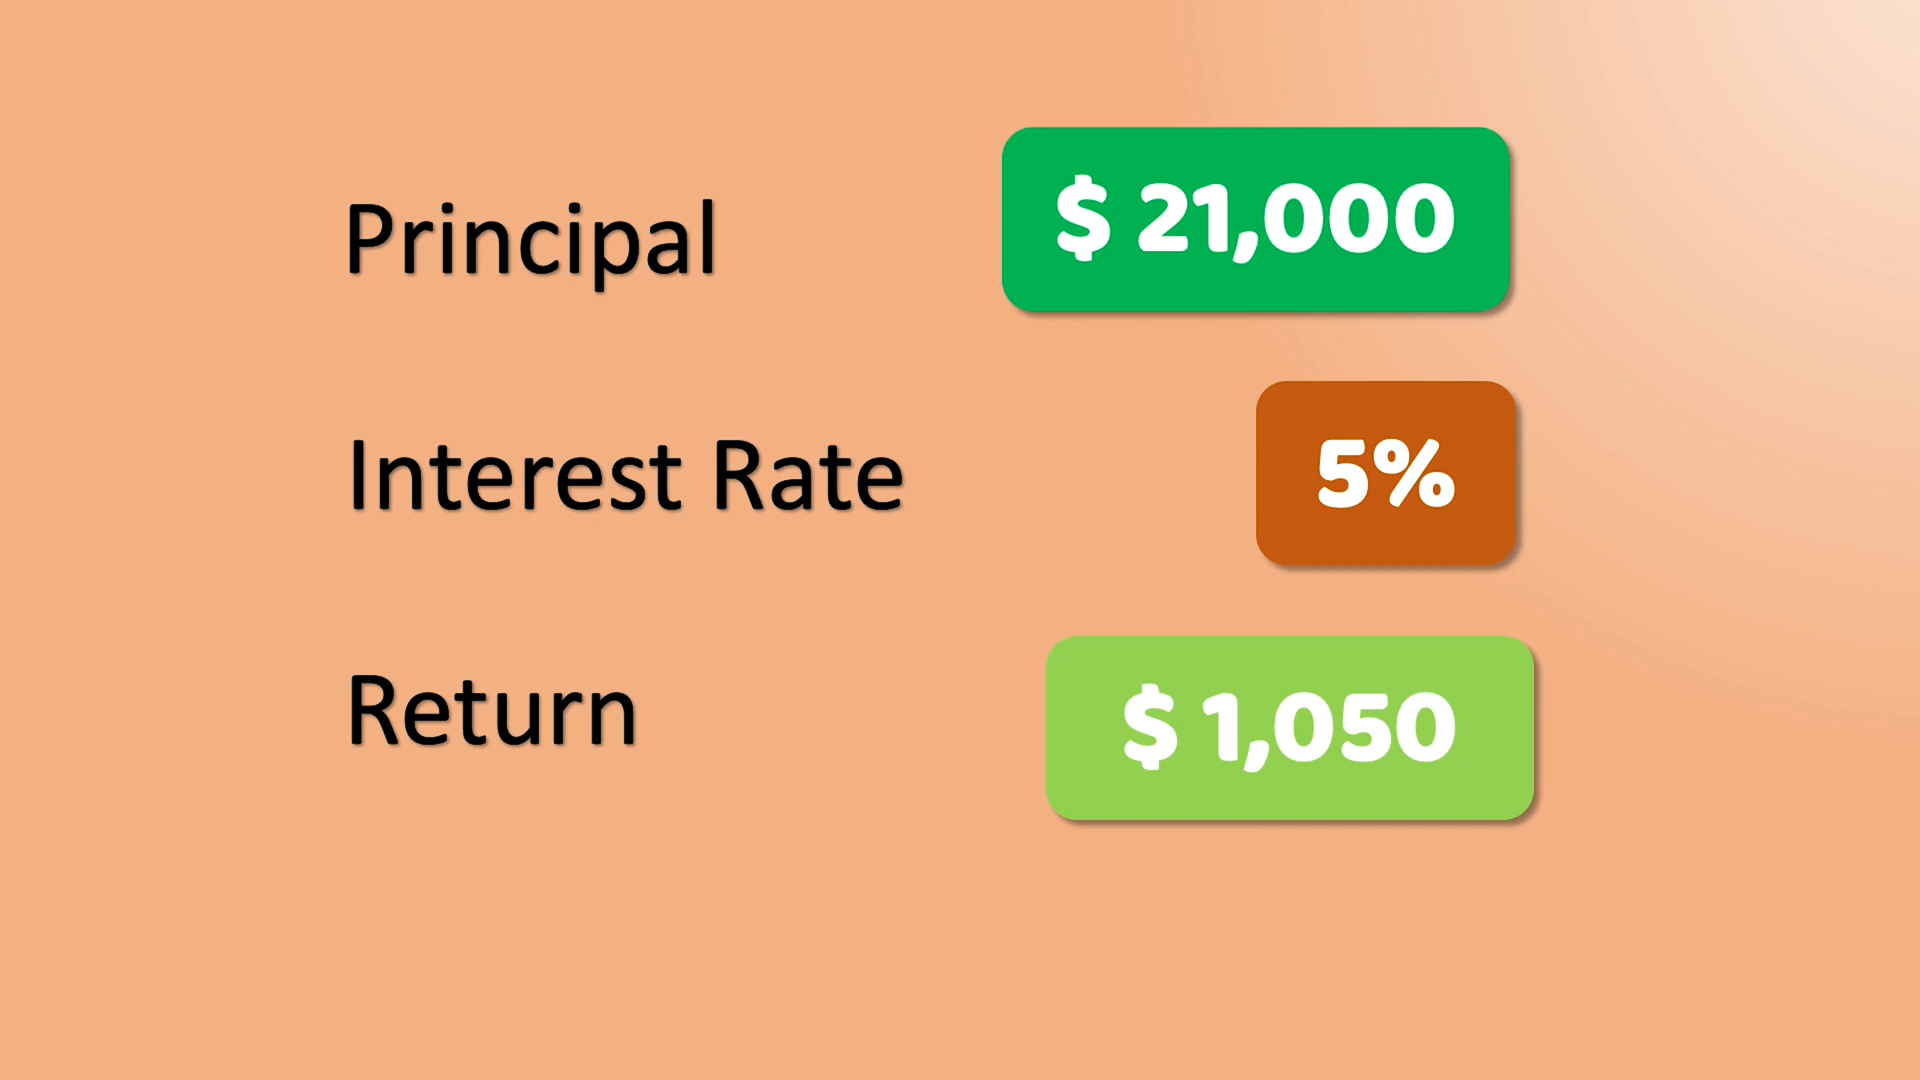 Principal
$ 21,000
Interest Rate
5%
Return
$ 1,050